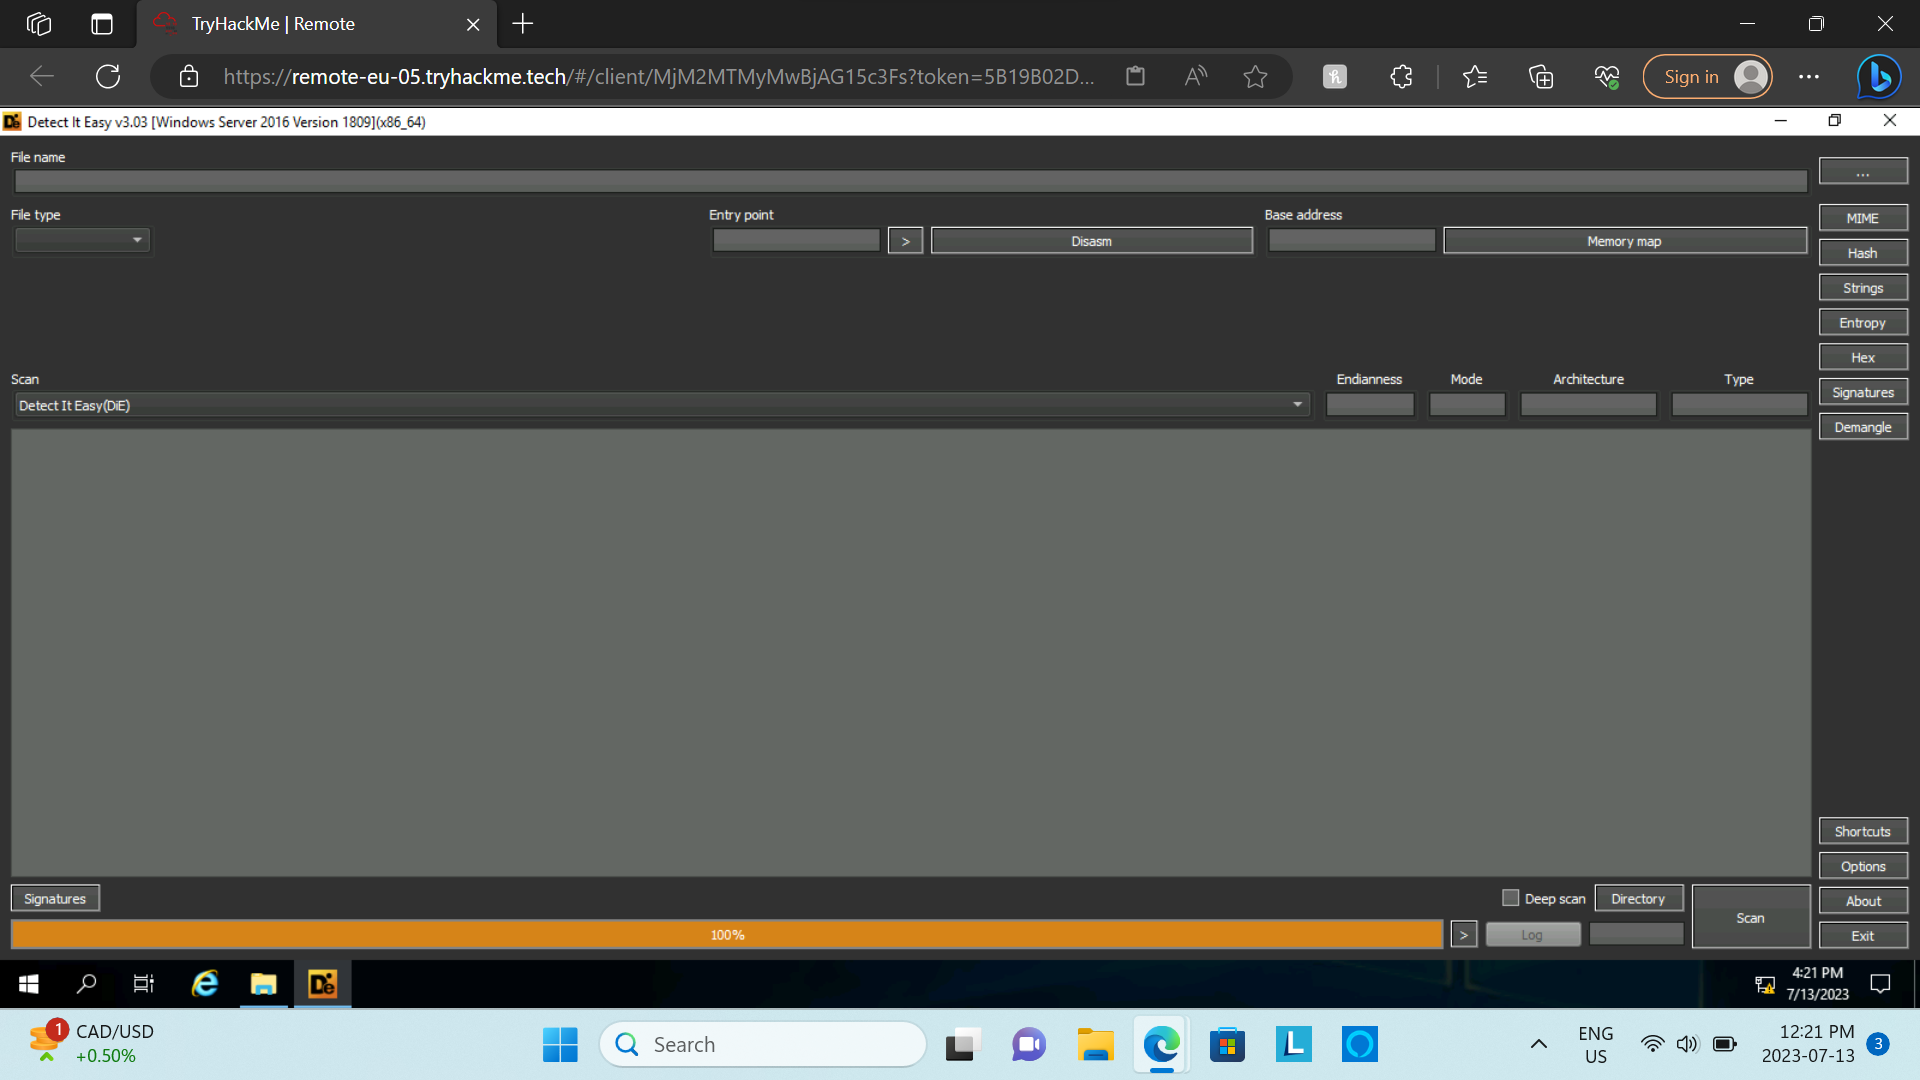 TryHackMe | Remote
https://remote-eu-05.tryhackme.tech/#/client/MjM2MTMyMwBjAG15c3Fs?token=5B19B02D...
Sign in
Detect It Easy v3.03 [Windows Server 2016 Version 1809](x86_64)
File name
...
File type
Entry point
Base address
MIME
>
Disasm
Memory map
Hash
Strings
Entropy
Hex
Scan
Endianness
Mode
Architecture
Type
Detect It Easy(DiE)
Signatures
Demangle
Shortcuts
Options
Signatures
Deep scan
Directory
Scan
About
100%
>
Log
Exit
4:21 PM
7/13/2023
1
CAD/USD
+0.50%
Search
ENG
US
12:21 PM
2023-07-13
3